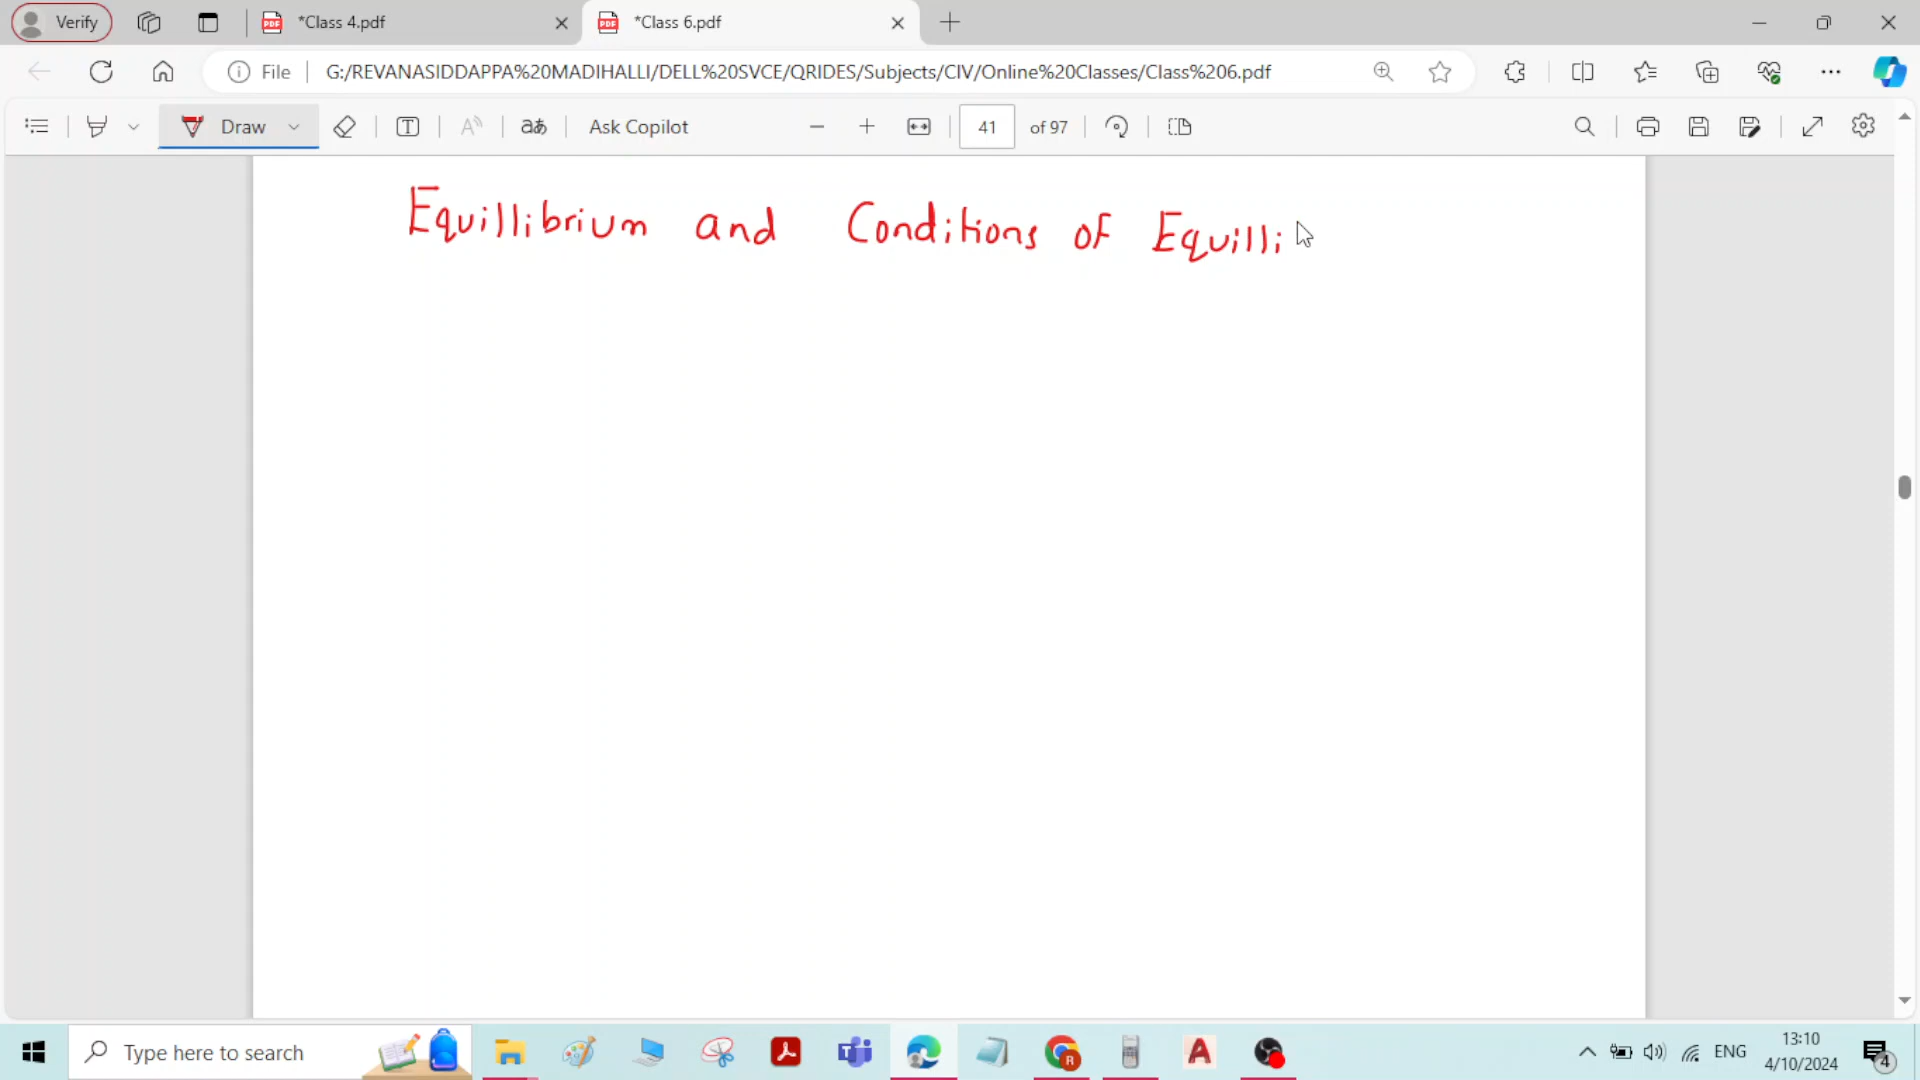 Verify
*Class 4.pdf
*Class 6.pdf
File
G:/REVANASIDDAPPA%20MADIHALLI/DELL%20SVCE/QRIDES/Subjects/CIV/Online%20Classes/Class%206.pdf
Draw
Ask Copilot
41 of 97
Equillibrium and Conditions of Equilli
Type here to search
ENG
13:10
4/10/2024
4